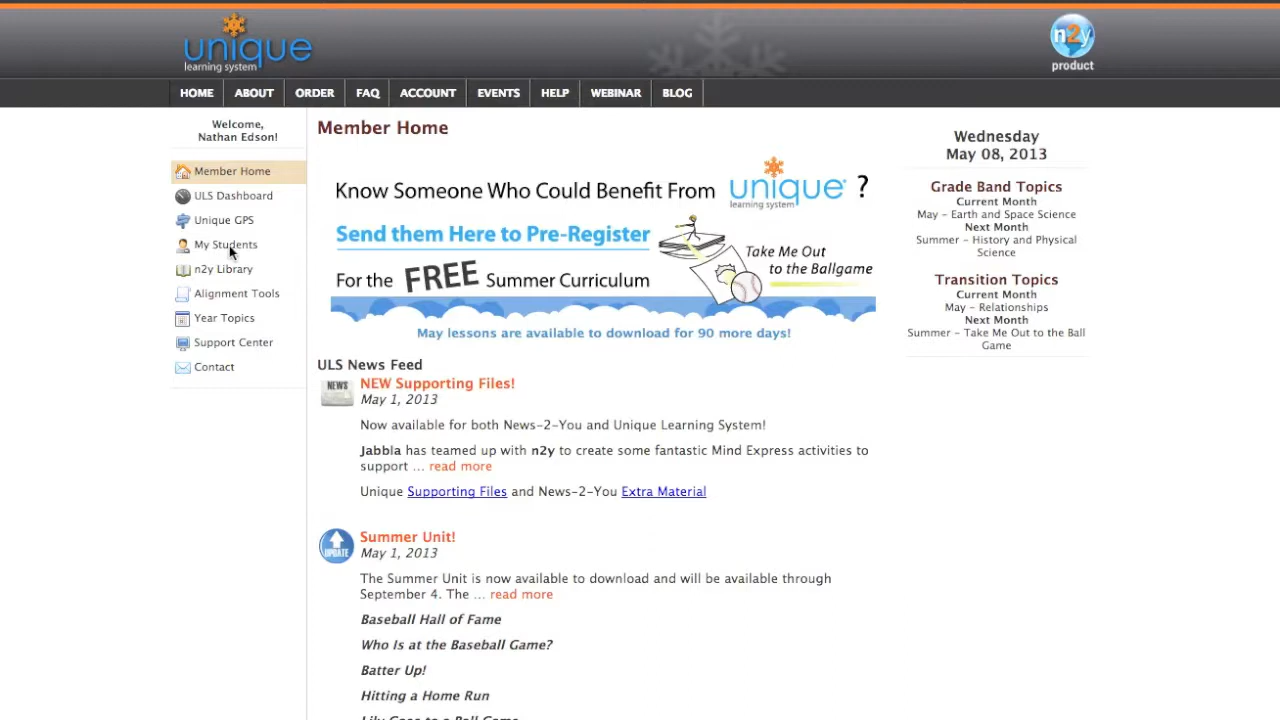 unique
learning system
n2y
product
HOME ABOUT ORDER FAQ ACCOUNT EVENTS HELP WEBINAR BLOG
Welcome,
Nathan Edson!
Member Home
ULS Dashboard
Unique GPS
My Students
n2y Library
Alignment Tools
Year Topics
Support Center
Contact
Member Home
Know Someone Who Could Benefit From unique learning system ?
Send them Here to Pre-Register
For the FREE Summer Curriculum
Take Me Out
to the Ballgame
May lessons are available to download for 90 more days!
ULS News Feed
NEWS
NEW Supporting Files!
May 1, 2013
Now available for both News-2-You and Unique Learning System!
Jabbla has teamed up with n2y to create some fantastic Mind Express activities to
support ... read more
Unique Supporting Files and News-2-You Extra Material
UPDATE
Summer Unit!
May 1, 2013
The Summer Unit is now available to download and will be available through
September 4. The ... read more
Baseball Hall of Fame
Who Is at the Baseball Game?
Batter Up!
Hitting a Home Run
Lily Goes to a Ball Game
Wednesday
May 08, 2013
Grade Band Topics
Current Month
May - Earth and Space Science
Next Month
Summer - History and Physical
Science
Transition Topics
Current Month
May - Relationships
Next Month
Summer - Take Me Out to the Ball
Game